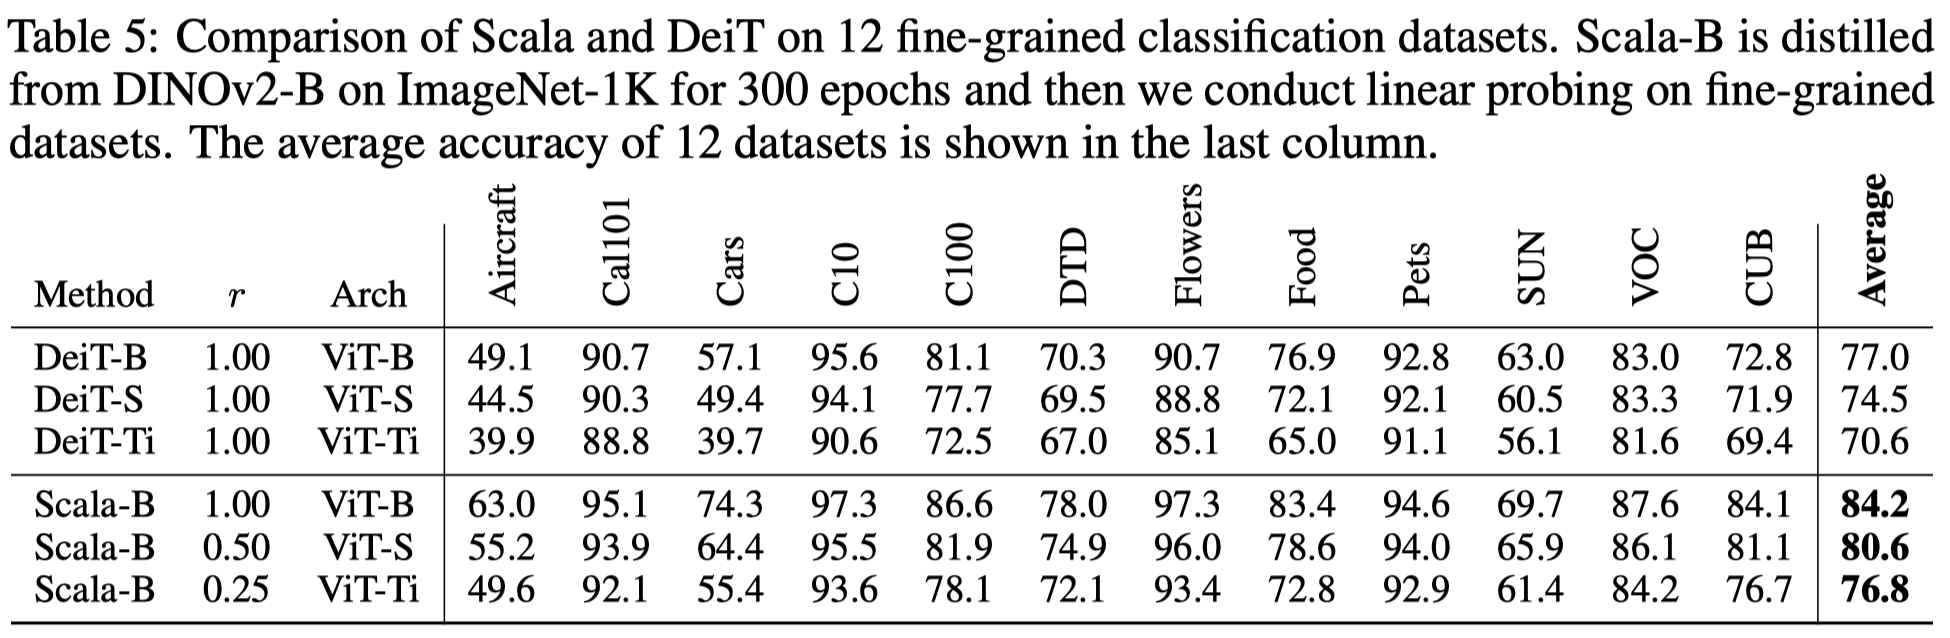 Table 5: Comparison of Scala and DeiT on 12 fine-grained classification datasets. Scala-B is distilled
from DINOv2-B on ImageNet-1K for 300 epochs and then we conduct linear probing on fine-grained
datasets. The average accuracy of 12 datasets is shown in the last column.
Method r Arch Aircraft Cal101 Cars C10 C100 DTD Flowers Food Pets SUN VOC CUB Average
DeiT-B 1.00 ViT-B 49.1 90.7 57.1 95.6 81.1 70.3 90.7 76.9 92.8 63.0 83.0 72.8 77.0
DeiT-S 1.00 ViT-S 44.5 90.3 49.4 94.1 77.7 69.5 88.8 72.1 92.1 60.5 83.3 71.9 74.5
DeiT-Ti 1.00 ViT-Ti 39.9 88.8 39.7 90.6 72.5 67.0 85.1 65.0 91.1 56.1 81.6 69.4 70.6
Scala-B 1.00 ViT-B 63.0 95.1 74.3 97.3 86.6 78.0 97.3 83.4 94.6 69.7 87.6 84.1 84.2
Scala-B 0.50 ViT-S 55.2 93.9 64.4 95.5 81.9 74.9 96.0 78.6 94.0 65.9 86.1 81.1 80.6
Scala-B 0.25 ViT-Ti 49.6 92.1 55.4 93.6 78.1 72.1 93.4 72.8 92.9 61.4 84.2 76.7 76.8